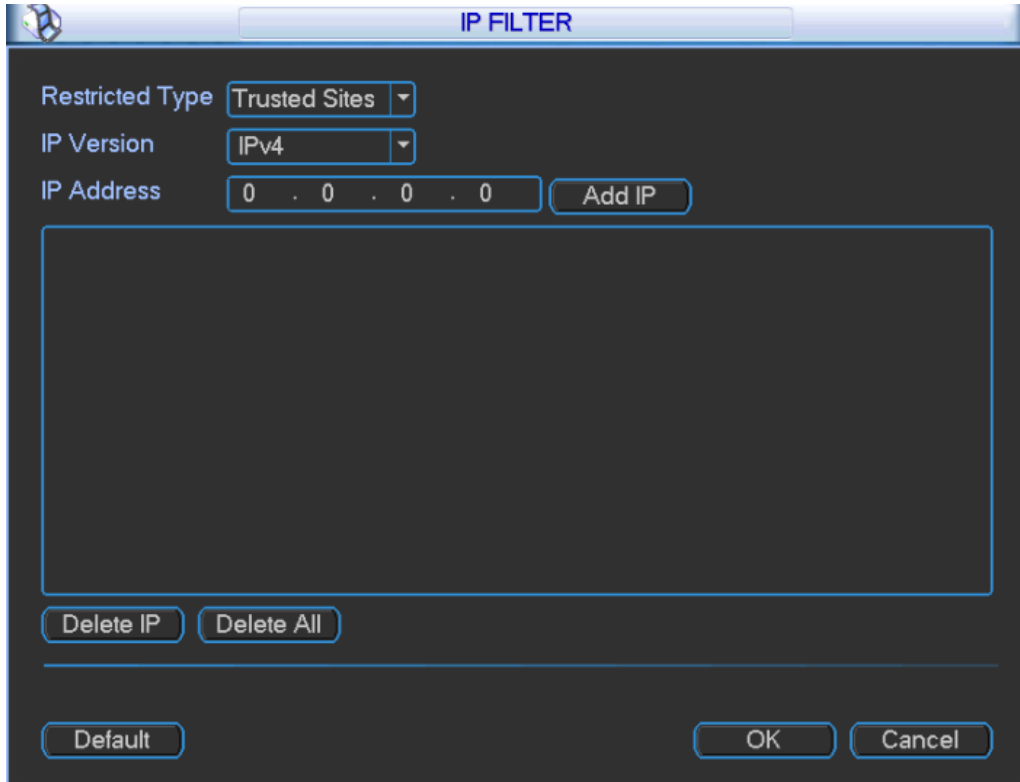 IP FILTER
Restricted Type Trusted Sites
IP Version IPv4
IP Address 0 . 0 . 0 . 0 Add IP
Delete IP Delete All
Default OK Cancel